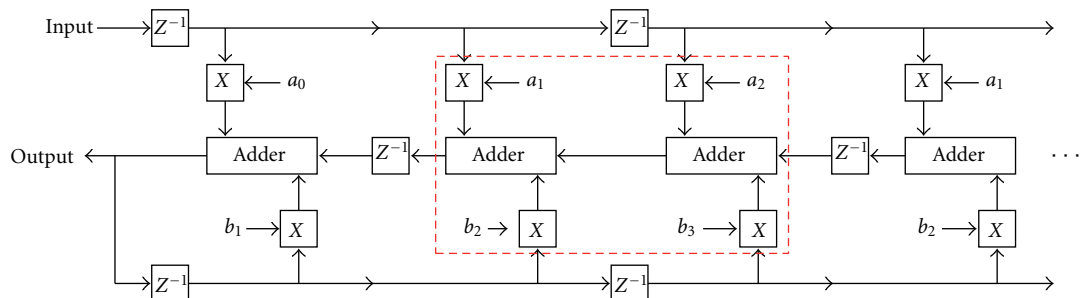 Input Z⁻¹ Z⁻¹
X a₀ X a₁ X a₂ X a₁
Output Adder Z⁻¹ Adder Adder Z⁻¹ Adder · · ·
b₁ X b₂ X b₃ X b₂ X
Z⁻¹ Z⁻¹